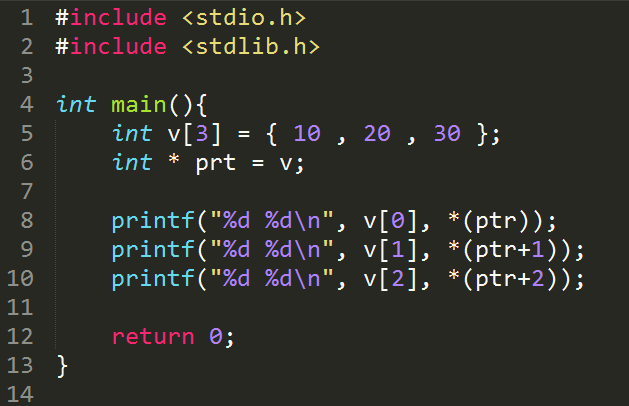 1 #include <stdio.h>
2 #include <stdlib.h>
3
4 int main(){
5 int v[3] = { 10 , 20 , 30 };
6 int * prt = v;
7
8 printf("%d %d\n", v[0], *(ptr));
9 printf("%d %d\n", v[1], *(ptr+1));
10 printf("%d %d\n", v[2], *(ptr+2));
11
12 return 0;
13 }
14